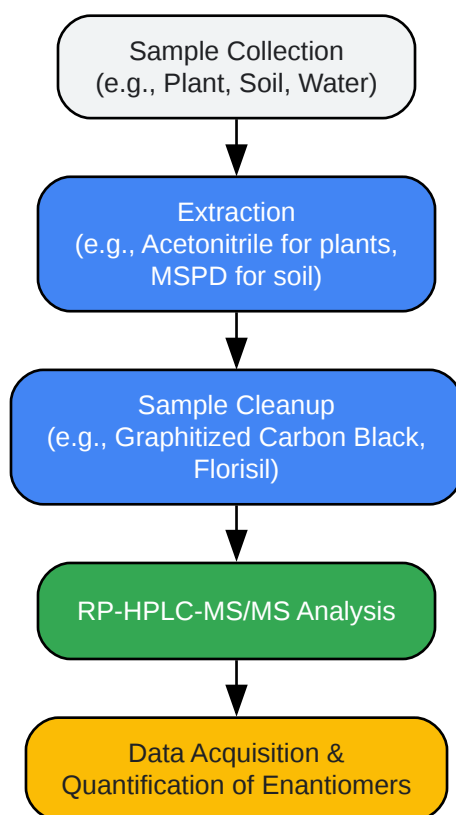 Sample Collection
(e.g., Plant, Soil, Water)
Extraction
(e.g., Acetonitrile for plants,
MSPD for soil)
Sample Cleanup
(e.g., Graphitized Carbon Black,
Florisil)
RP-HPLC-MS/MS Analysis
Data Acquisition &
Quantification of Enantiomers